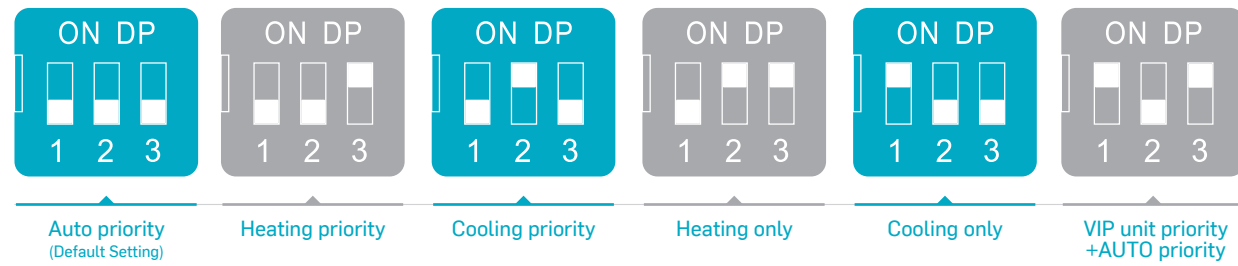 ON DP
1 2 3
Auto priority
(Default Setting)
ON DP
1 2 3
Heating priority
ON DP
1 2 3
Cooling priority
ON DP
1 2 3
Heating only
ON DP
1 2 3
Cooling only
ON DP
1 2 3
VIP unit priority
+AUTO priority